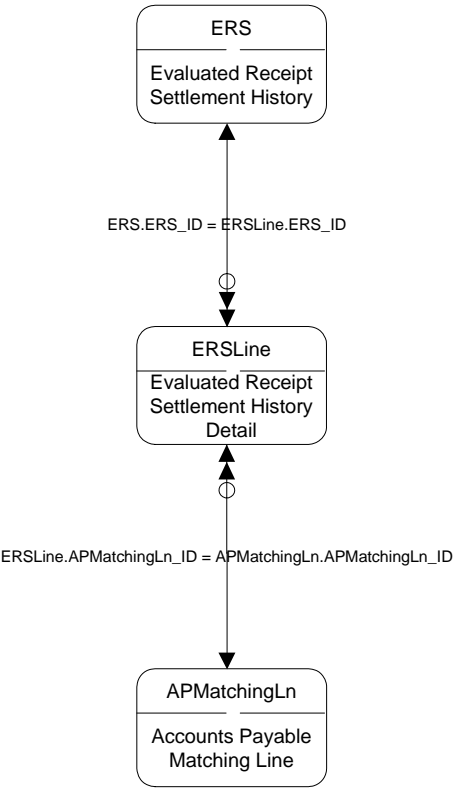 ERS
Evaluated Receipt
Settlement History
ERS.ERS_ID = ERSLine.ERS_ID
ERSLine
Evaluated Receipt
Settlement History
Detail
ERSLine.APMatchingLn_ID = APMatchingLn.APMatchingLn_ID
APMatchingLn
Accounts Payable
Matching Line